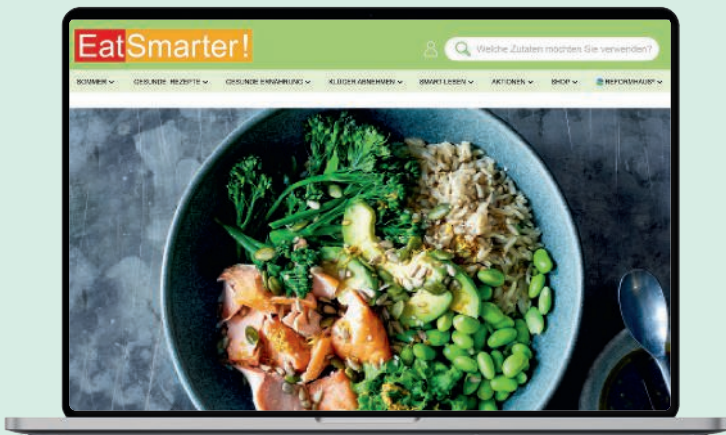 EatSmarter!
Welche Zutaten möchten Sie verwenden?
SOMMER GESUNDE REZEPTE GESUNDE ERNÄHRUNG KLÜGER ABNEHMEN SMART LEBEN AKTIONEN SHOP REFORMHAUS®